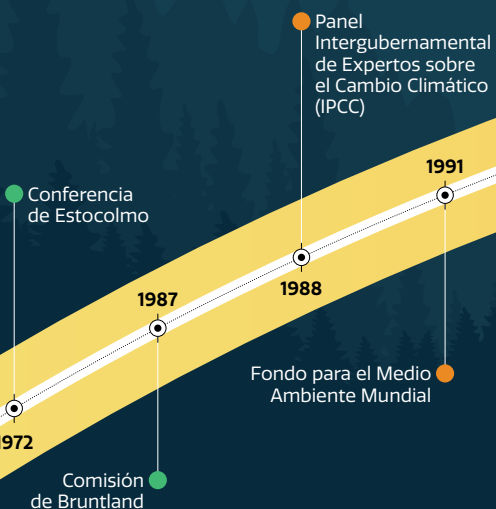 Panel
Intergubernamental
de Expertos sobre
el Cambio Climático
(IPCC)
1991
Conferencia
de Estocolmo
1987
1988
Fondo para el Medio
Ambiente Mundial
1972
Comisión
de Bruntland